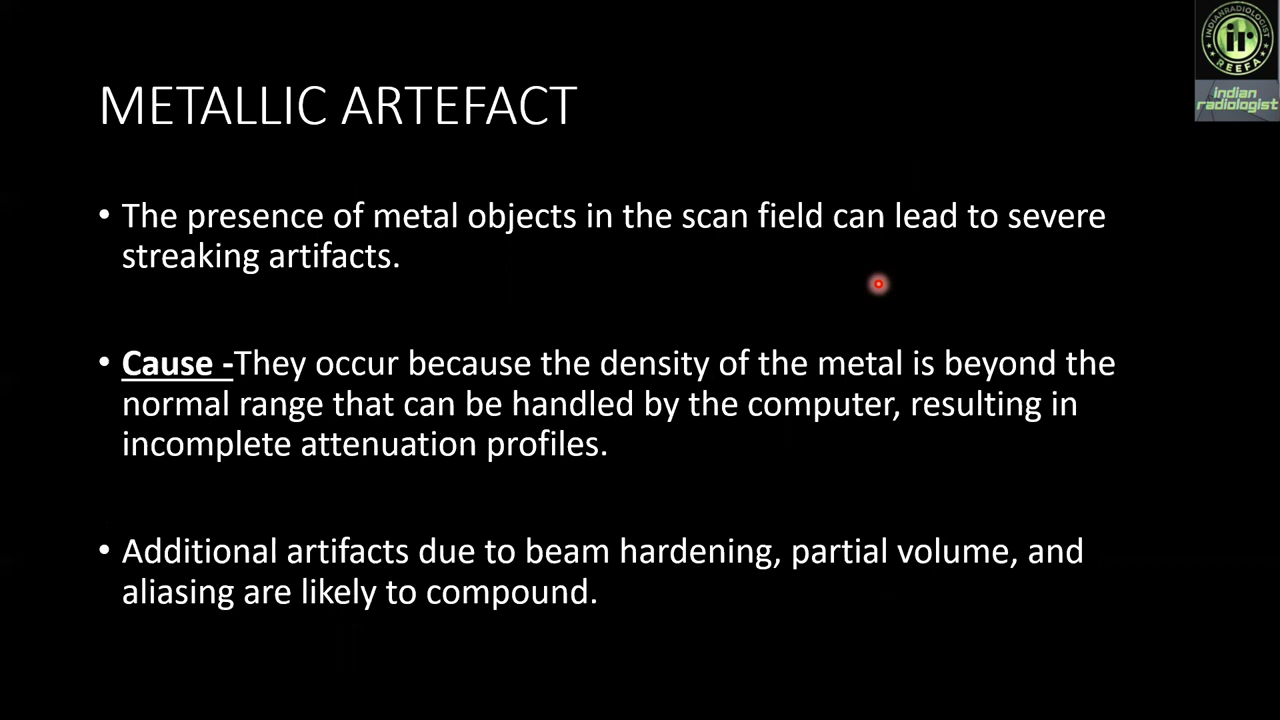 INDIANRADIOLOGIST
ir
REEFA
indian
radiologist
METALLIC ARTEFACT
• The presence of metal objects in the scan field can lead to severe
streaking artifacts.
• Cause -They occur because the density of the metal is beyond the
normal range that can be handled by the computer, resulting in
incomplete attenuation profiles.
• Additional artifacts due to beam hardening, partial volume, and
aliasing are likely to compound.